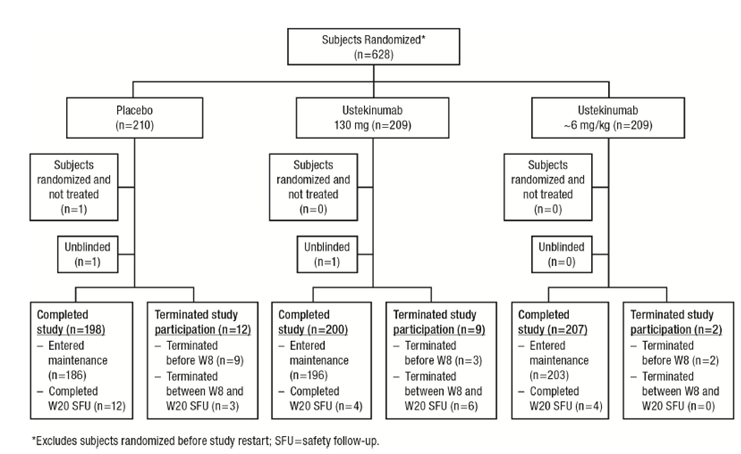 Subjects Randomized*
(n=628)
Placebo
(n=210)
Ustekinumab
130 mg (n=209)
Ustekinumab
~6 mg/kg (n=209)
Subjects
randomized and
not treated
(n=1)
Subjects
randomized and
not treated
(n=0)
Subjects
randomized and
not treated
(n=0)
Unblinded
(n=1)
Unblinded
(n=1)
Unblinded
(n=0)
Completed
study (n=198)
– Entered
maintenance
(n=186)
– Completed
W20 SFU (n=12)
Terminated study
participation (n=12)
– Terminated
before W8 (n=9)
– Terminated
between W8 and
W20 SFU (n=3)
Completed
study (n=200)
– Entered
maintenance
(n=196)
– Completed
W20 SFU (n=4)
Terminated study
participation (n=9)
– Terminated
before W8 (n=3)
– Terminated
between W8 and
W20 SFU (n=6)
Completed
study (n=207)
– Entered
maintenance
(n=203)
– Completed
W20 SFU (n=4)
Terminated study
participation (n=2)
– Terminated
before W8 (n=2)
– Terminated
between W8 and
W20 SFU (n=0)
*Excludes subjects randomized before study restart; SFU=safety follow-up.